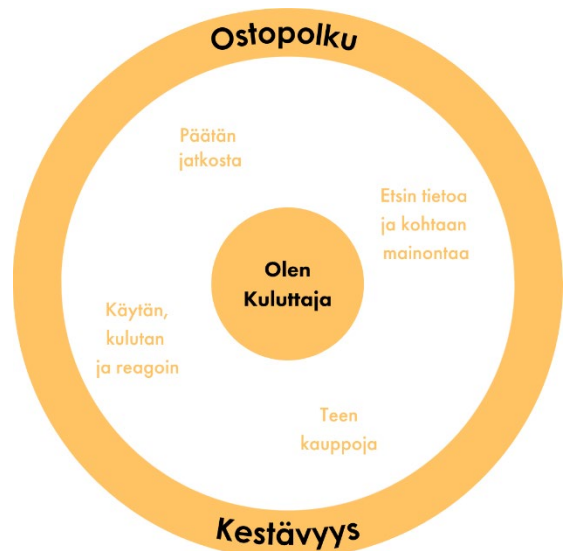 Ostopolku
Päätän
jatkosta
Etsin tietoa
ja kohtaan
mainontaa
Olen
Kuluttaja
Käytän,
kulutan
ja reagoin
Teen
kauppoja
Kestävyys